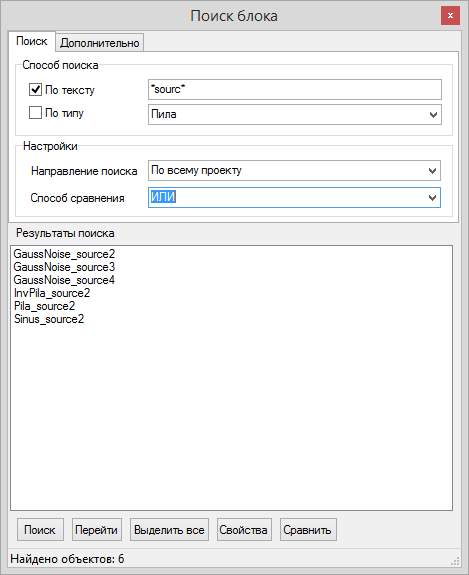 Поиск блока
x
Поиск Дополнительно
Способ поиска
По тексту *sourc*
По типу Пила
Настройки
Направление поиска По всему проекту
Способ сравнения ИЛИ
Результаты поиска
GaussNoise_source2
GaussNoise_source3
GaussNoise_source4
InvPila_source2
Pila_source2
Sinus_source2
Поиск Перейти Выделить все Свойства Сравнить
Найдено объектов: 6